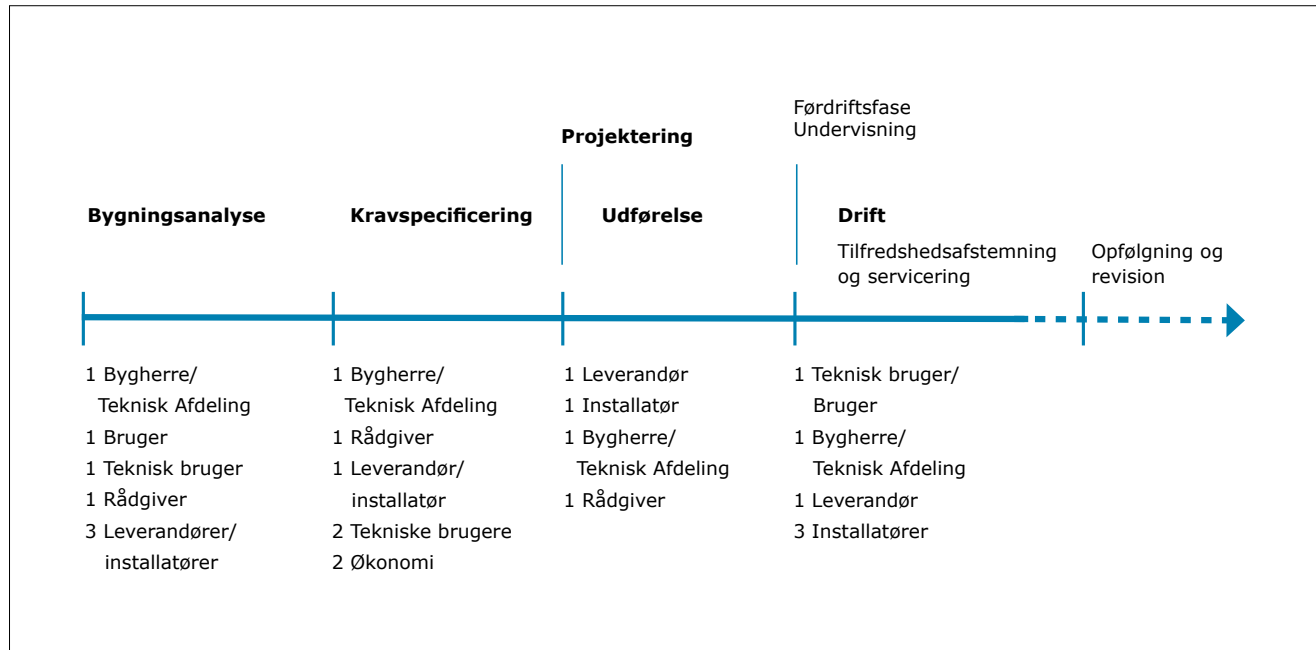 Projektering
Førdriftsfase
Undervisning
Bygningsanalyse
Kravspecificering
Udførelse
Drift
Tilfredshedsafstemning
og servicering
Opfølgning og
revision
1 Bygherre/
Teknisk Afdeling
1 Bruger
1 Teknisk bruger
1 Rådgiver
3 Leverandører/
installatører
1 Bygherre/
Teknisk Afdeling
1 Rådgiver
1 Leverandør/
installatør
2 Tekniske brugere
2 Økonomi
1 Leverandør
1 Installatør
1 Bygherre/
Teknisk Afdeling
1 Rådgiver
1 Teknisk bruger/
Bruger
1 Bygherre/
Teknisk Afdeling
1 Leverandør
3 Installatører